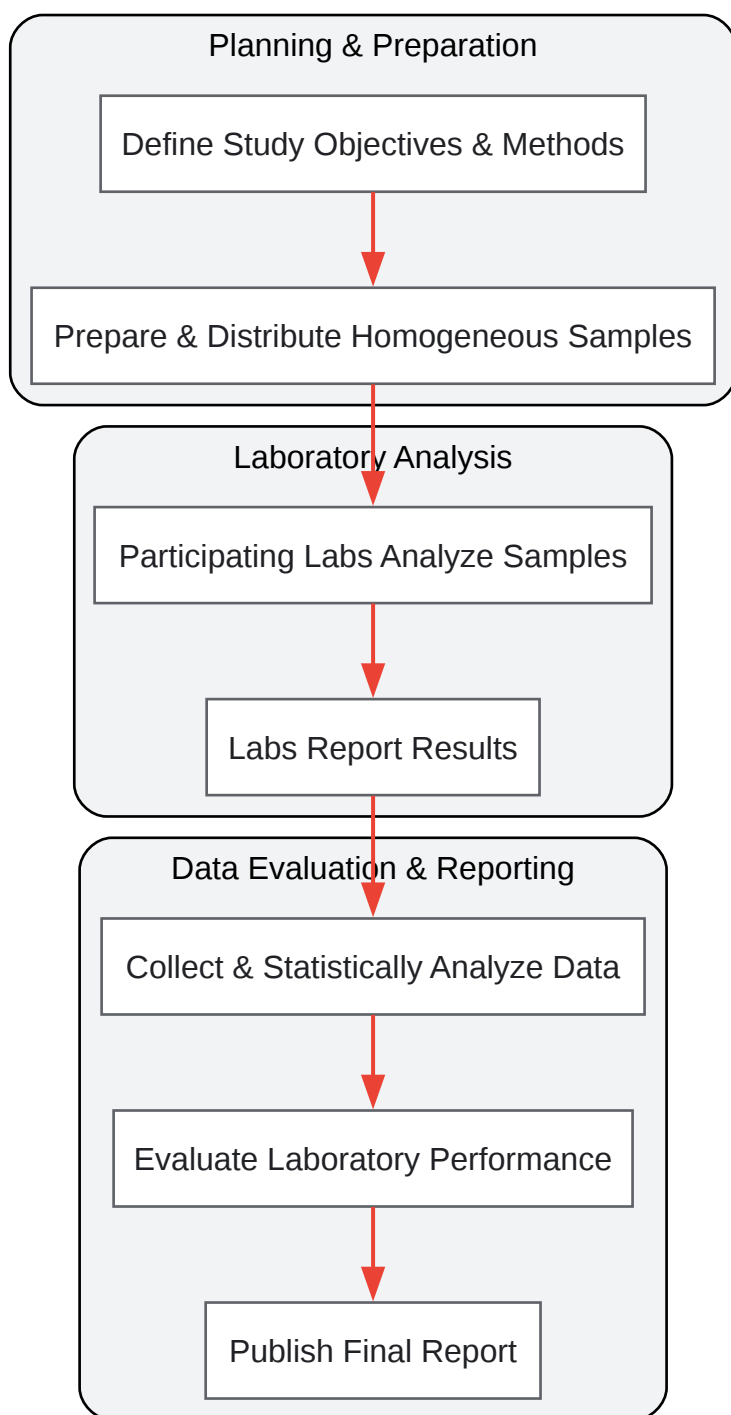 Planning & Preparation
Define Study Objectives & Methods
Prepare & Distribute Homogeneous Samples
Laboratory Analysis
Participating Labs Analyze Samples
Labs Report Results
Data Evaluation & Reporting
Collect & Statistically Analyze Data
Evaluate Laboratory Performance
Publish Final Report